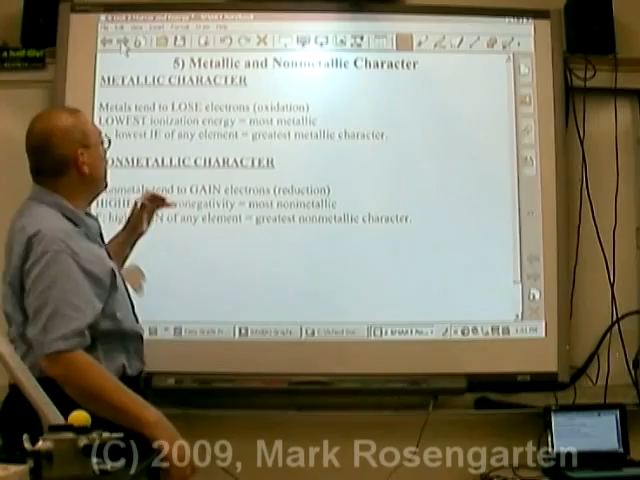 5) Metallic and Nonmetallic Character
METALLIC CHARACTER
Metals tend to LOSE electrons (oxidation)
LOWEST ionization energy = most metallic
lowest IE of any element = greatest metallic character.
ONMETALLIC CHARACTER
onmetals tend to GAIN electrons (reduction)
HIGHE onegativity = most nonmetallic
N of any element = greatest nonmetallic character.
(C) 2009, Mark Rosengarten